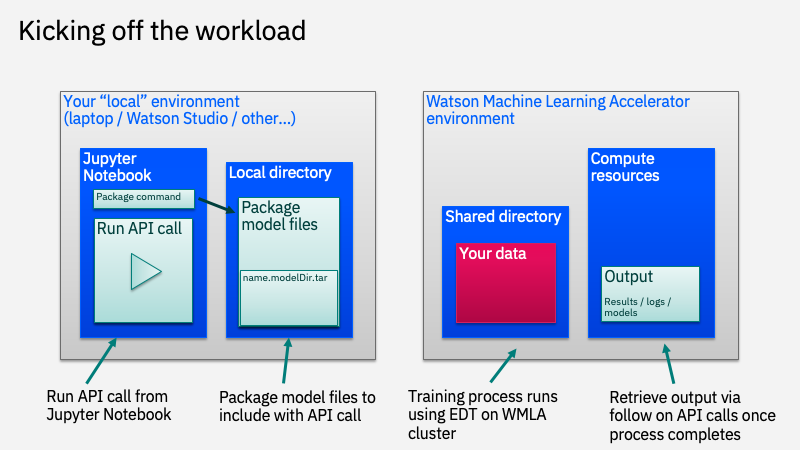 Kicking off the workload
Your “local” environment
(laptop / Watson Studio / other…)
Jupyter
Notebook
Package command
Run API call
Local directory
Package
model files
name.modelDir.tar
Watson Machine Learning Accelerator
environment
Shared directory
Your data
Compute
resources
Output
Results / logs /
models
Run API call from
Jupyter Notebook
Package model files to
include with API call
Training process runs
using EDT on WMLA
cluster
Retrieve output via
follow on API calls once
process completes